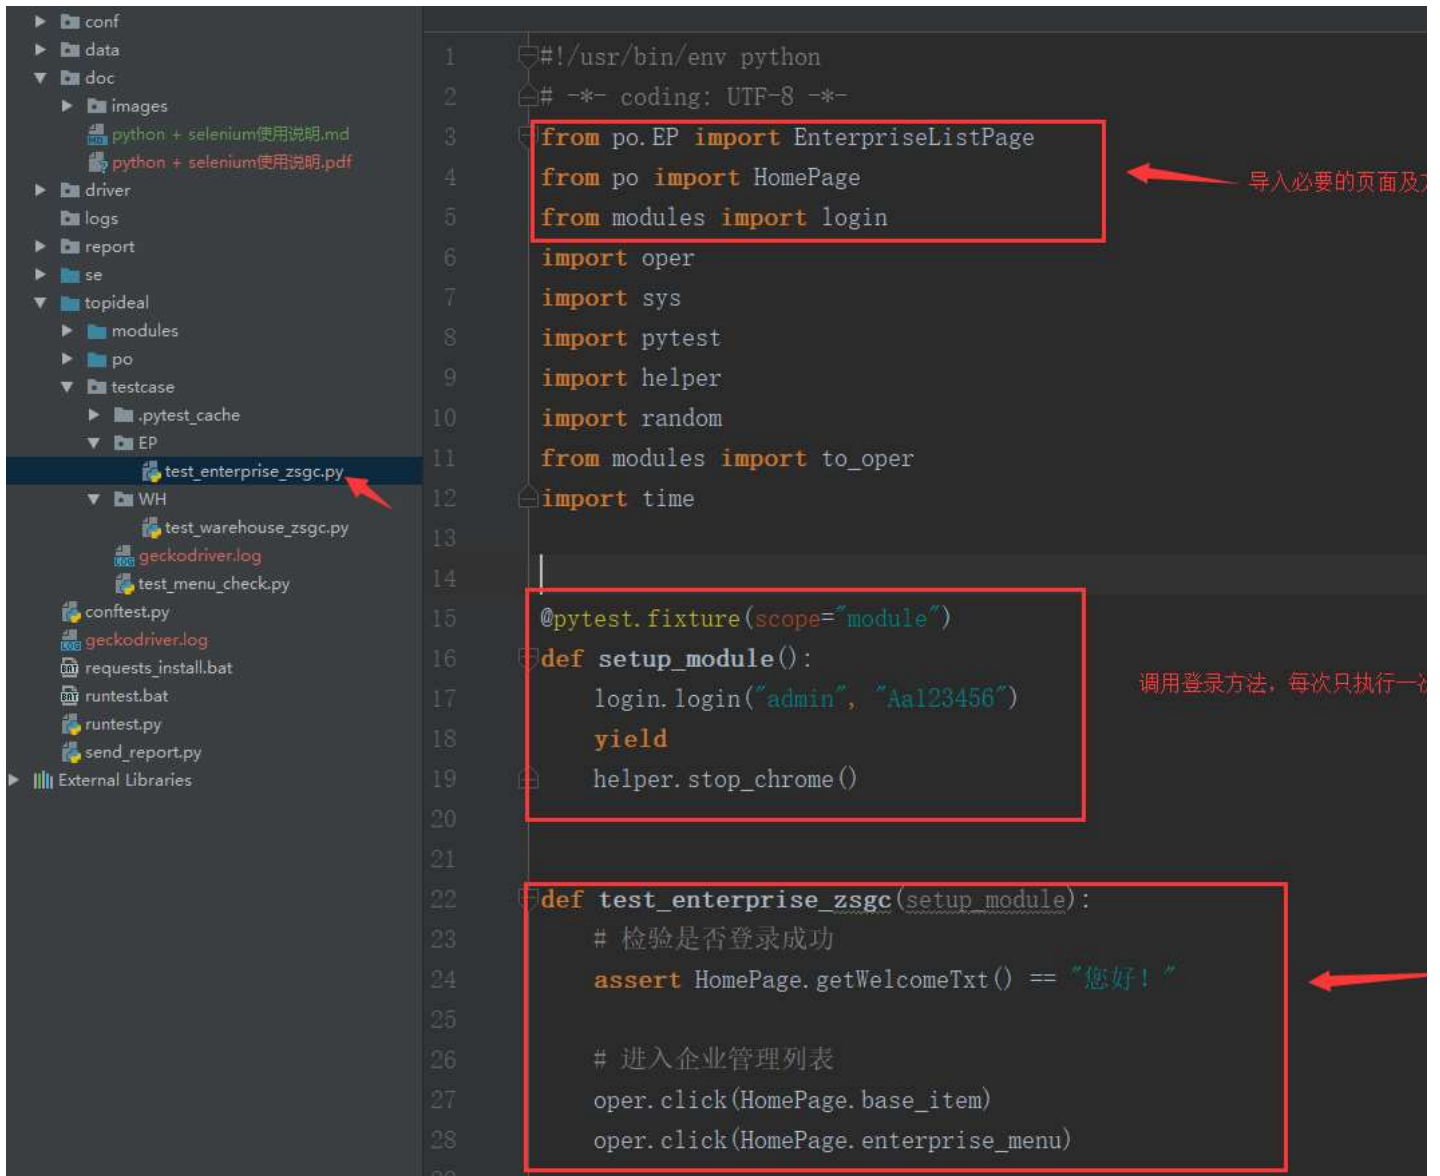 conf
data
doc
images
python + selenium使用说明.md
python + selenium使用说明.pdf
driver
logs
report
se
topideal
modules
po
testcase
.pytest_cache
EP
test_enterprise_zsgc.py
WH
test_warehouse_zsgc.py
geckodriver.log
test_menu_check.py
conftest.py
geckodriver.log
requests_install.bat
runtest.bat
runtest.py
send_report.py
External Libraries
1 #!/usr/bin/env python
2 # -*- coding: UTF-8 -*-
3 from po.EP import EnterpriseListPage
4 from po import HomePage
导入必要的页面及
5 from modules import login
6 import oper
7 import sys
8 import pytest
9 import helper
10 import random
11 from modules import to_oper
12 import time
13
14
15 @pytest.fixture(scope="module")
16 def setup_module():
17 login.login("admin", "Aa123456")
调用登录方法，每次只执行一
18 yield
19 helper.stop_chrome()
20
21
22 def test_enterprise_zsgc(setup_module):
23 # 检验是否登录成功
24 assert HomePage.getWelcomeTxt() == "您好！"
25
26 # 进入企业管理列表
27 oper.click(HomePage.base_item)
28 oper.click(HomePage.enterprise_menu)